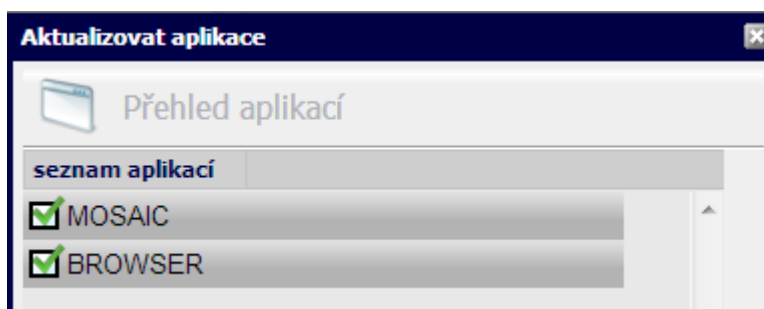 Aktualizovat aplikace
Přehled aplikací
seznam aplikací
MOSAIC
BROWSER